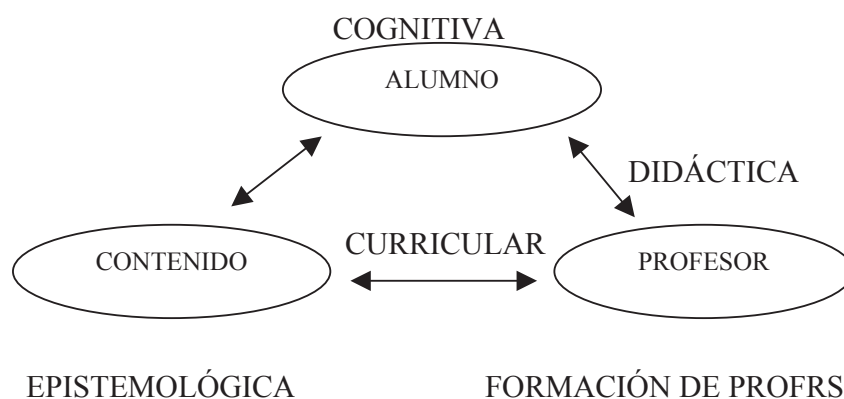 COGNITIVA
ALUMNO
DIDÁCTICA
CONTENIDO
CURRICULAR
PROFESOR
EPISTEMOLÓGICA
FORMACIÓN DE PROFRS